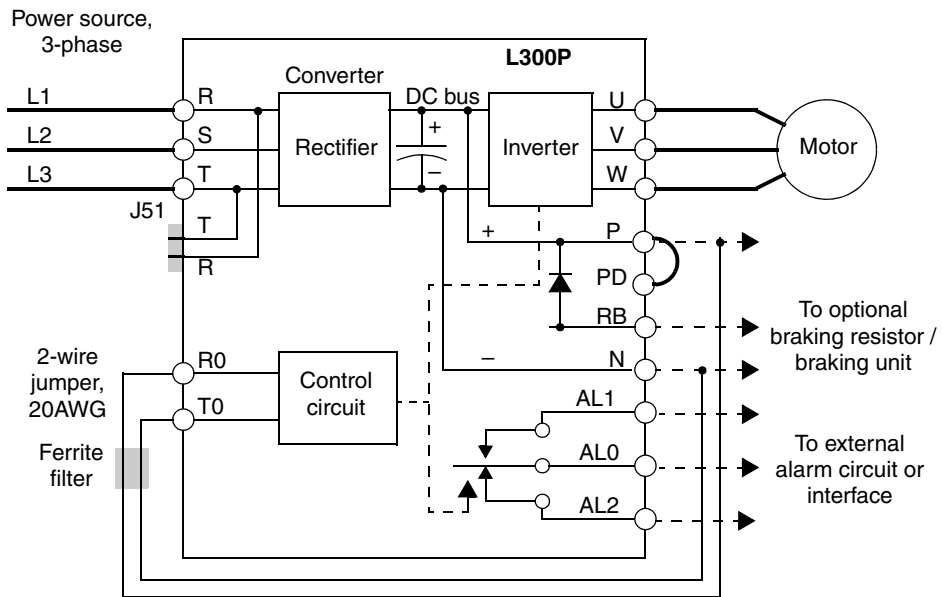 Power source,
3-phase
L300P
Converter
L1
R
DC bus
U
+
L2
S
Rectifier
Inverter
V
Motor
–
L3
T
W
J51
T
+
P
R
PD
RB
To optional
braking resistor /
braking unit
2-wire
jumper,
20AWG
R0
–
N
Control
circuit
T0
AL1
Ferrite
filter
AL0
To external
alarm circuit or
interface
AL2